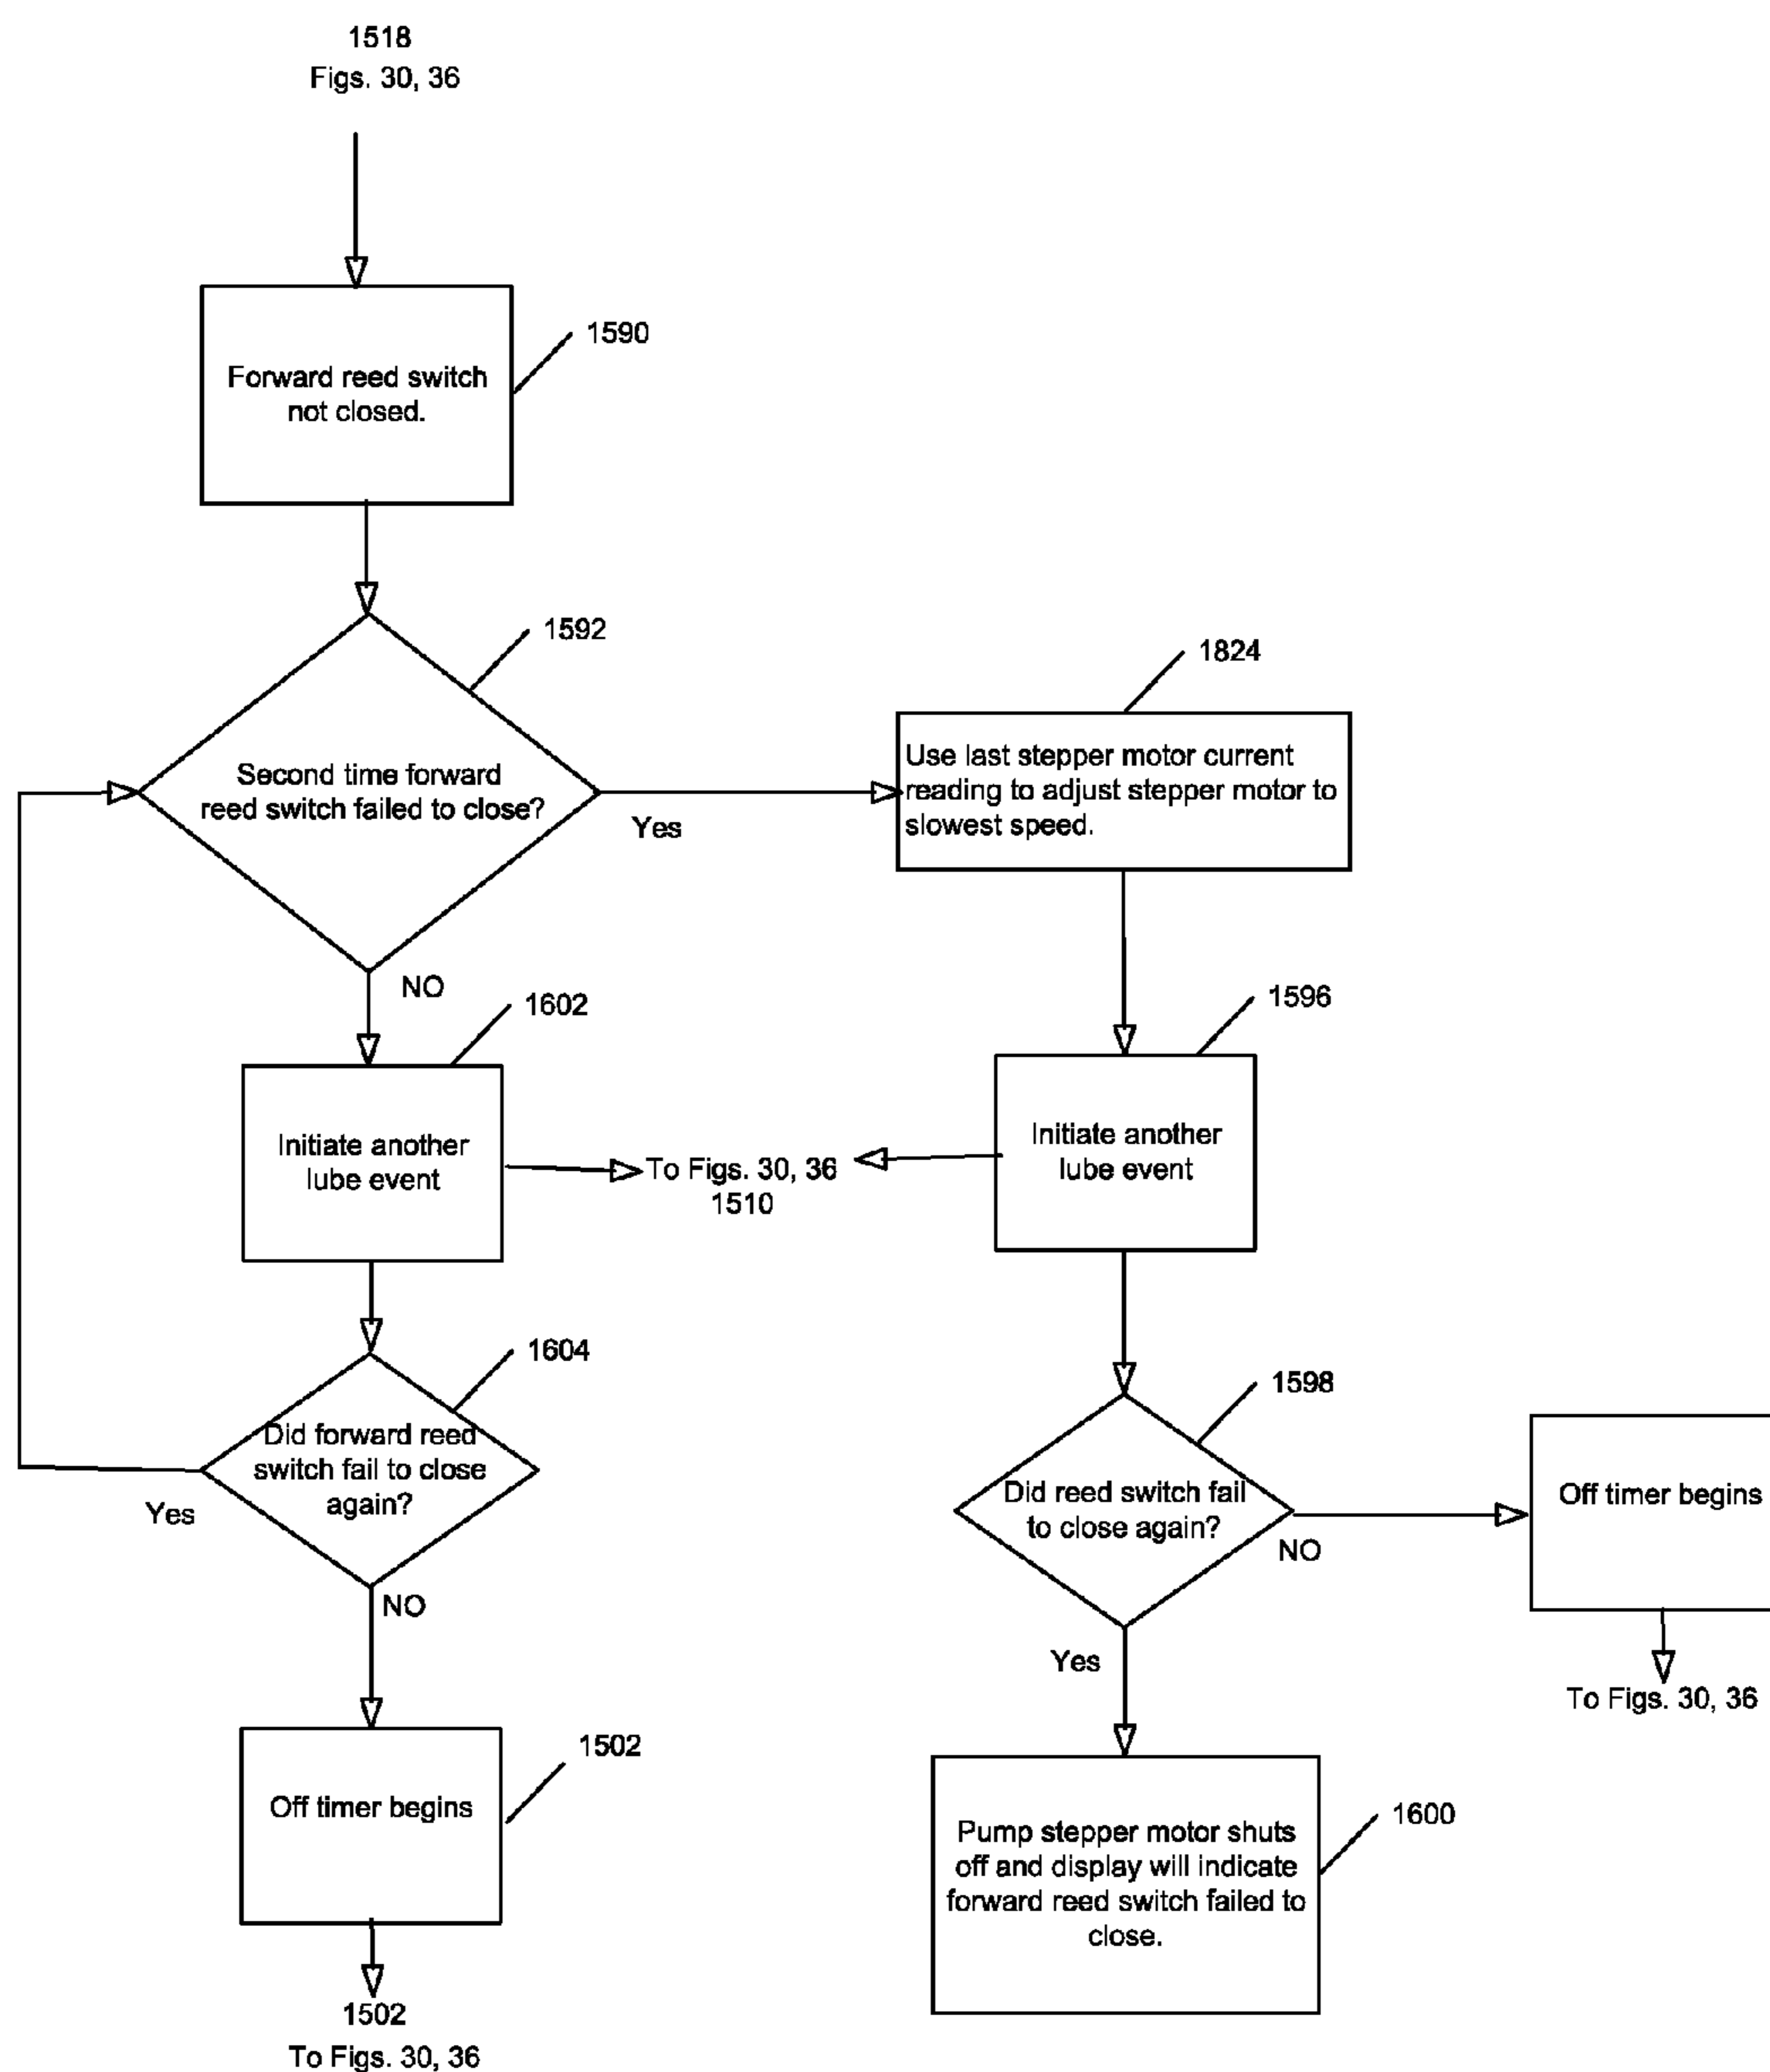 1518
Figs. 30, 36
1590
Forward reed switch
not closed.
1592
Second time forward
reed switch failed to close?
Yes
NO
1824
Use last stepper motor current
reading to adjust stepper motor to
slowest speed.
1602
Initiate another
lube event
To Figs. 30, 36
1510
1596
Initiate another
lube event
1604
Did forward reed
switch fail to close
again?
Yes
NO
1598
Did reed switch fail
to close again?
NO
Yes
Off timer begins
To Figs. 30, 36
1502
Off timer begins
1502
To Figs. 30, 36
1600
Pump stepper motor shuts
off and display will indicate
forward reed switch failed to
close.